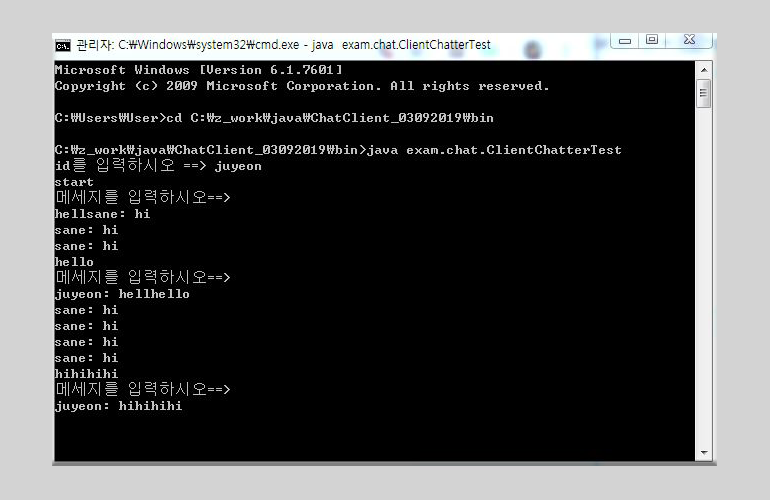 관리자: C:₩Windows₩system32₩cmd.exe - java  exam.chat.ClientChatterTest
Microsoft Windows [Version 6.1.7601]
Copyright (c) 2009 Microsoft Corporation. All rights reserved.
C:₩Users₩User>cd C:₩z_work₩java₩ChatClient_03092019₩bin
C:₩z_work₩java₩ChatClient_03092019₩bin>java exam.chat.ClientChatterTest
id를 입력하시오 ==> juyeon
start
메세지를 입력하시오==>
hellsane: hi
sane: hi
sane: hi
hello
메세지를 입력하시오==>
juyeon: hellhello
sane: hi
sane: hi
sane: hi
sane: hi
hihihihi
메세지를 입력하시오==>
juyeon: hihihihi